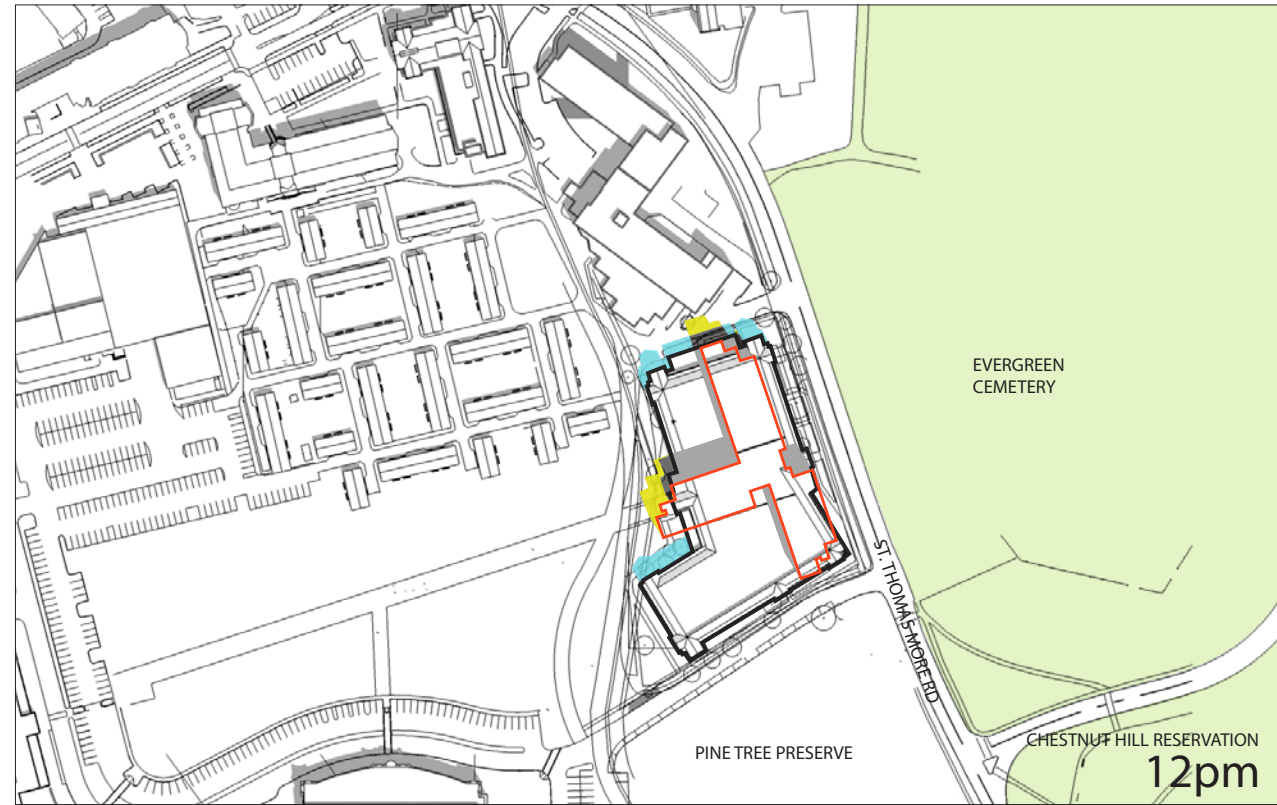 EVERGREEN
CEMETERY
ST. THOMAS MORE RD
PINE TREE PRESERVE
CHESTNUT HILL RESERVATION
12pm